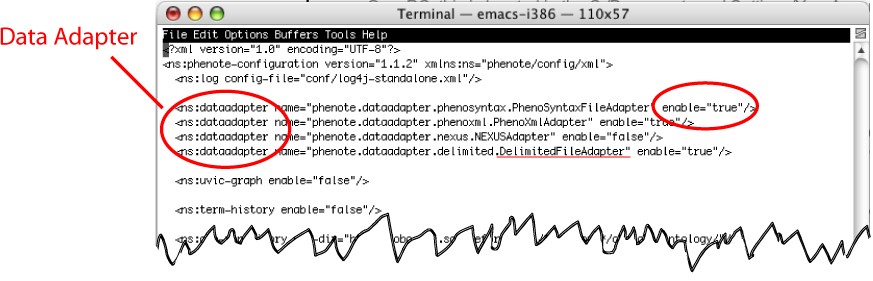 Terminal — emacs-i386 — 110x57
Data Adapter
File Edit Options Buffers Tools Help
<?xml version="1.0" encoding="UTF-8"?>
<ns:phenote-configuration version="1.1.2" xmlns:ns="phenote/config/xml">
<ns:log config-file="conf/log4j-standalone.xml"/>
<ns:dataadapter name="phenote.dataadapter.phenosyntax.PhenoSyntaxFileAdapter" enable="true"/>
<ns:dataadapter name="phenote.dataadapter.phenoxml.PhenoXmlAdapter" enable="true"/>
<ns:dataadapter name="phenote.dataadapter.nexus.NEXUSAdapter" enable="false"/>
<ns:dataadapter name="phenote.dataadapter.delimited.DelimitedFileAdapter" enable="true"/>
<ns:uvic-graph enable="false"/>
<ns:term-history enable="false"/>